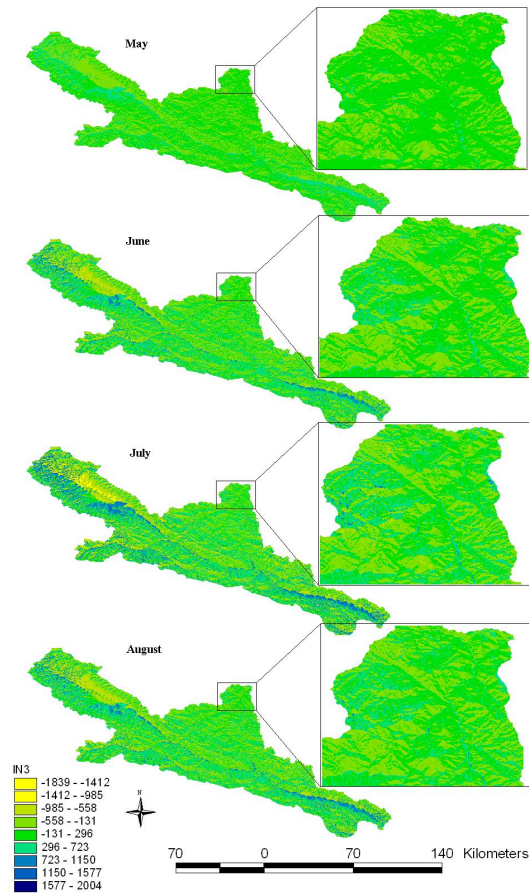 May
June
July
August
IN3
-1839 - -1412
-1412 - -985
-985 - -558
-558 - -131
-131 - 296
296 - 723
723 - 1150
1150 - 1577
1577 - 2004
N
70 0 70 140 Kilometers